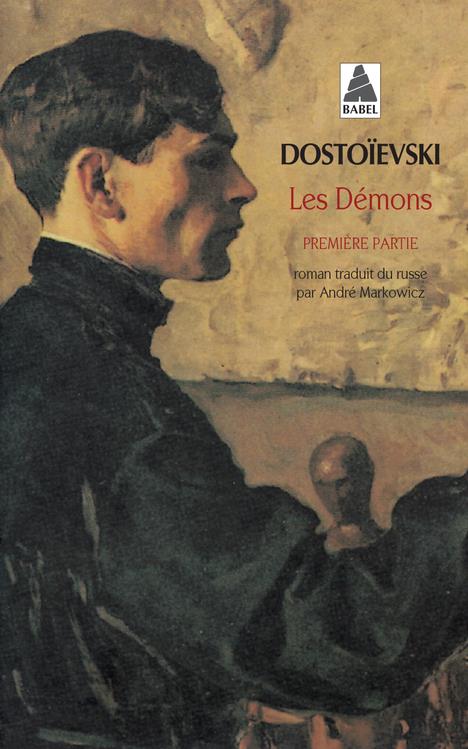 BABEL
DOSTOÏEVSKI
Les Démons
PREMIÈRE PARTIE
roman traduit du russe
par André Markowicz